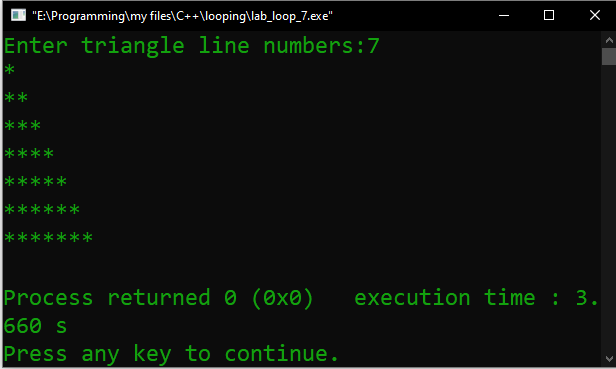 "E:\Programming\my files\C++\looping\lab_loop_7.exe"
Enter triangle line numbers:7
*
**
***
****
*****
******
*******
Process returned 0 (0x0)   execution time : 3.
660 s
Press any key to continue.